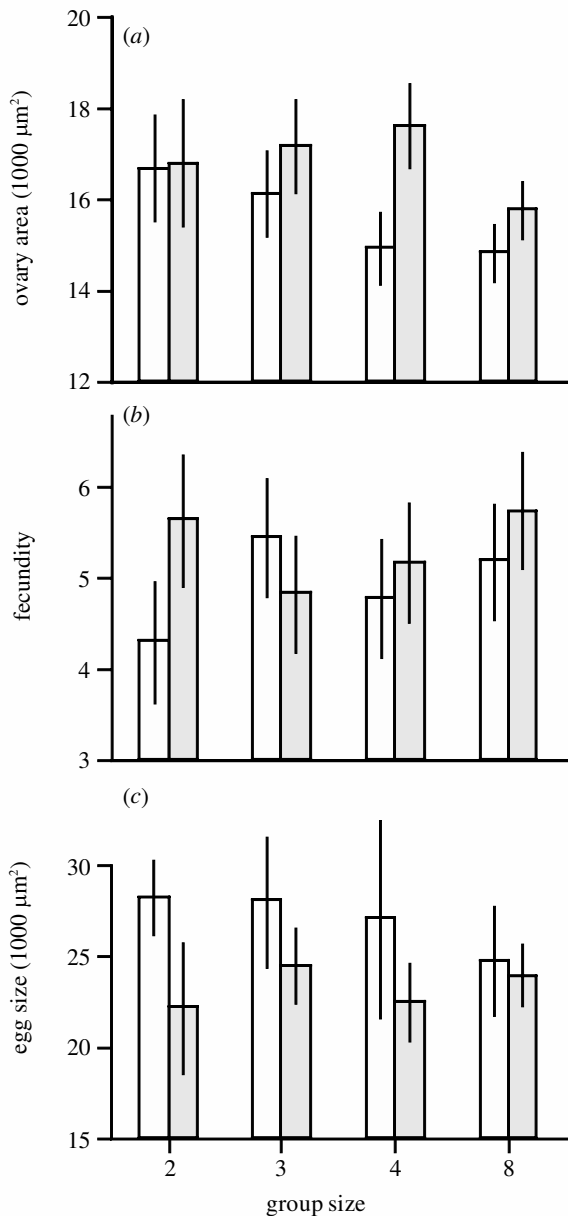 (a)
20
18
16
14
12
ovary area (1000 µm²)
(b)
6
5
4
3
fecundity
(c)
30
25
20
15
egg size (1000 µm²)
2 3 4 8
group size